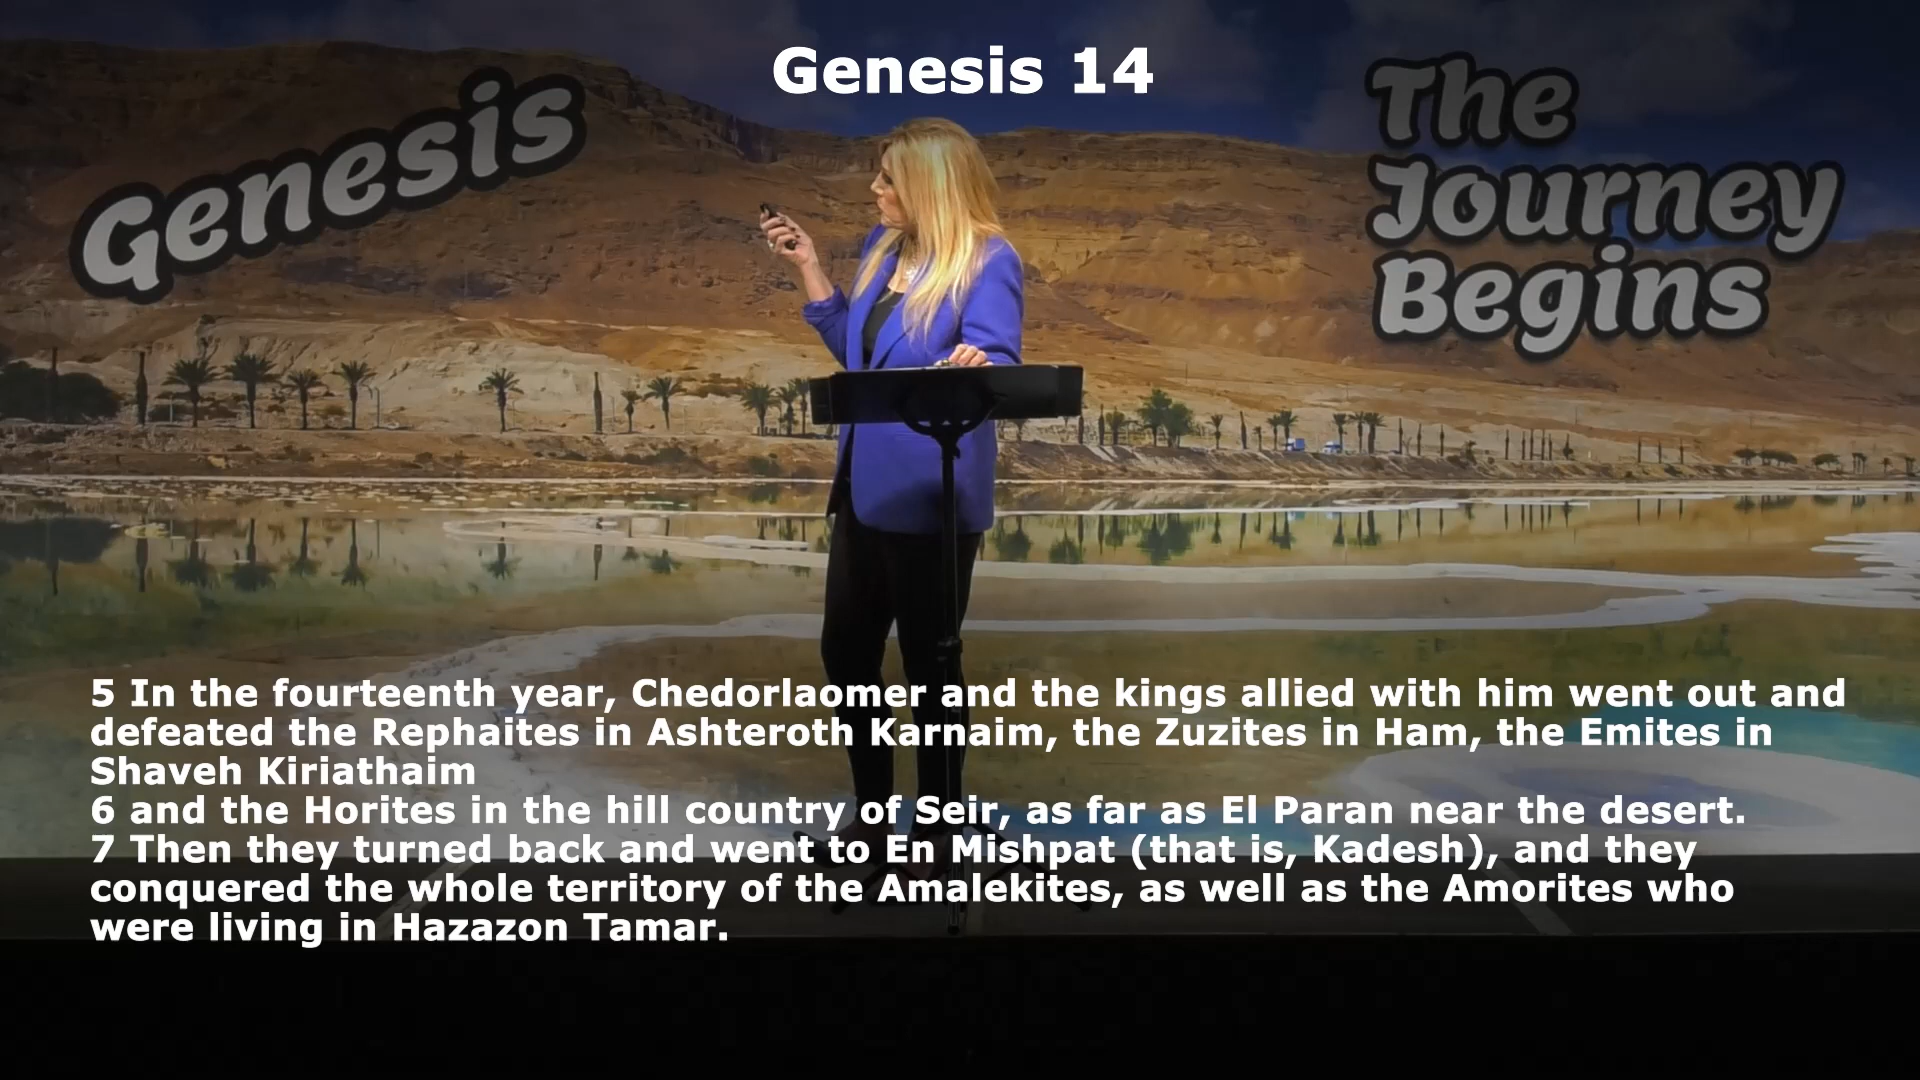 Genesis 14
Genesis
The
Journey
Begins
5 In the fourteenth year, Chedorlaomer and the kings allied with him went out and
defeated the Rephaites in Ashteroth Karnaim, the Zuzites in Ham, the Emites in
Shaveh Kiriathaim
6 and the Horites in the hill country of Seir, as far as El Paran near the desert.
7 Then they turned back and went to En Mishpat (that is, Kadesh), and they
conquered the whole territory of the Amalekites, as well as the Amorites who
were living in Hazazon Tamar.